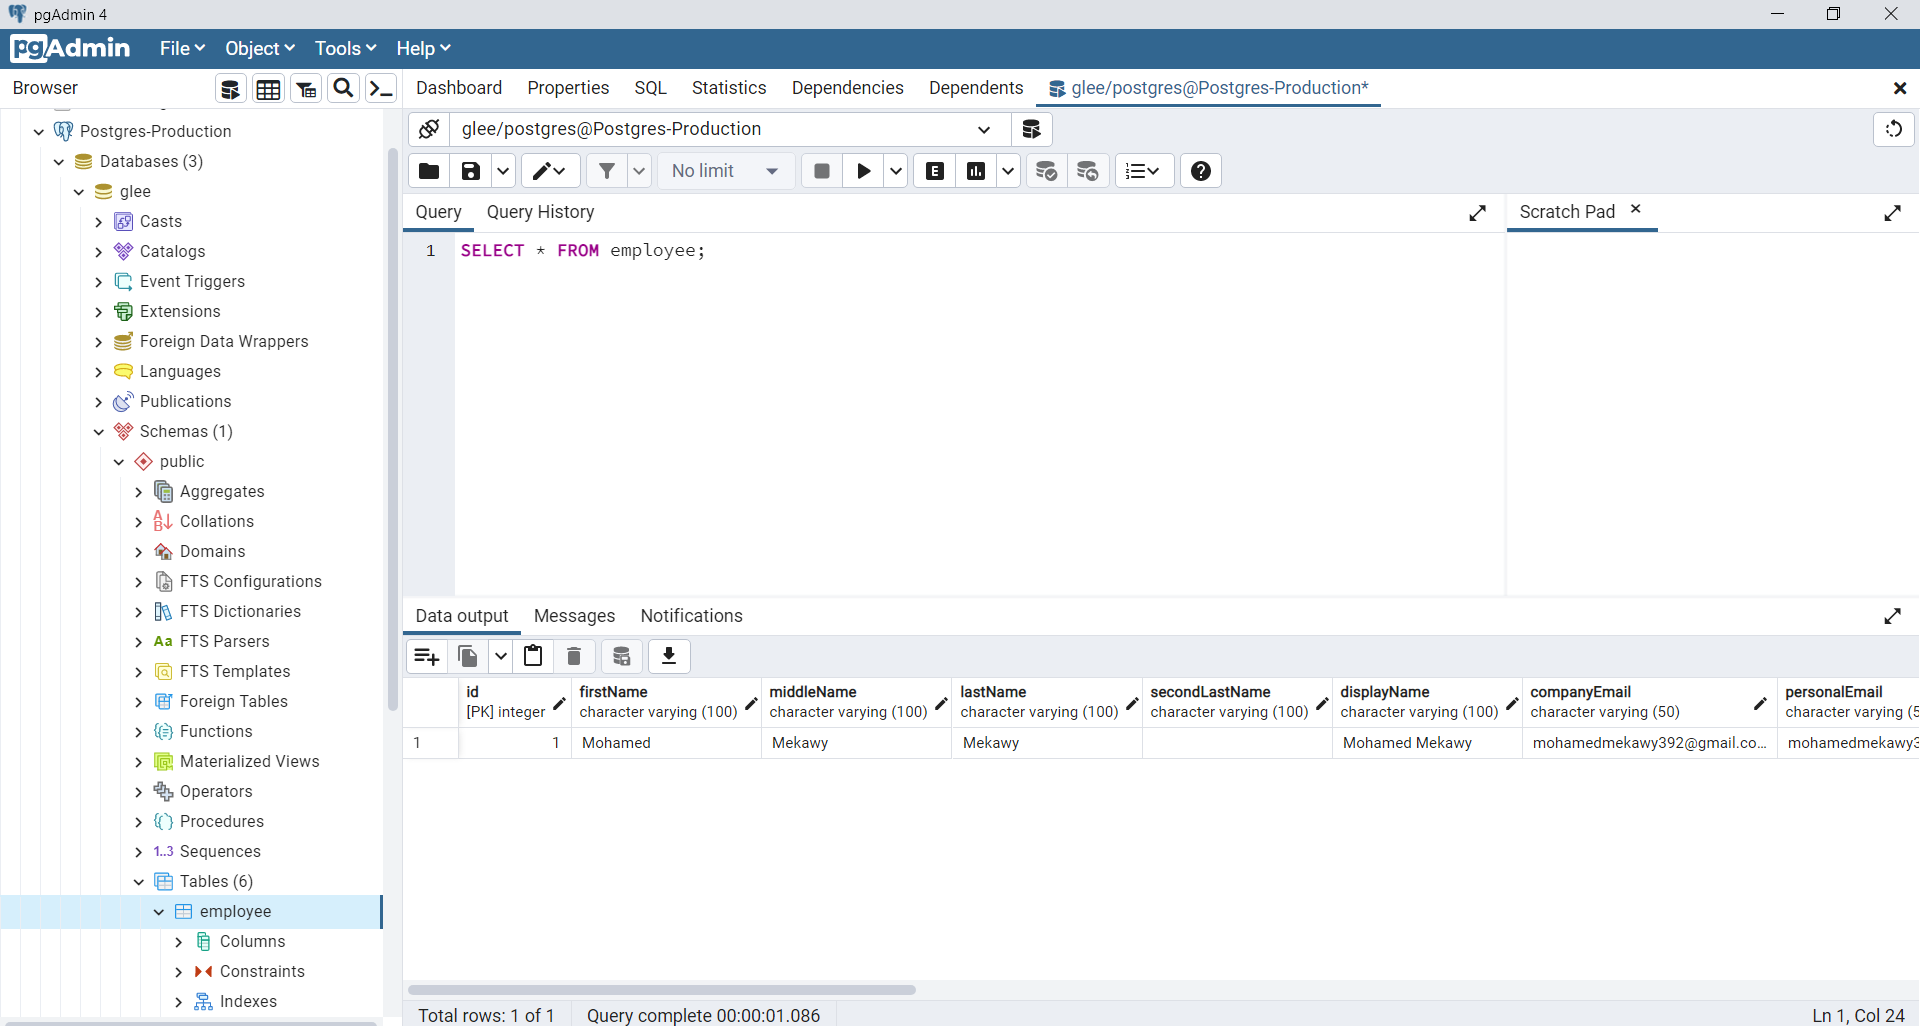 pgAdmin 4
pgAdmin File Object Tools Help
Browser
Dashboard Properties SQL Statistics Dependencies Dependents glee/postgres@Postgres-Production*
Postgres-Production
Databases (3)
glee
Casts
Catalogs
Event Triggers
Extensions
Foreign Data Wrappers
Languages
Publications
Schemas (1)
public
Aggregates
Collations
Domains
FTS Configurations
FTS Dictionaries
Aa FTS Parsers
FTS Templates
Foreign Tables
Functions
Materialized Views
Operators
Procedures
1..3 Sequences
Tables (6)
employee
Columns
Constraints
Indexes
glee/postgres@Postgres-Production
No limit
E
Query Query History
Scratch Pad
1 SELECT * FROM employee;
Data output Messages Notifications
id firstName middleName lastName secondLastName displayName companyEmail personalEmail
[PK] integer character varying (100) character varying (100) character varying (100) character varying (100) character varying (100) character varying (50) character varying (5
1 1 Mohamed Mekawy Mekawy Mohamed Mekawy mohamedmekawy392@gmail.co... mohamedmekawy3
Total rows: 1 of 1 Query complete 00:00:01.086 Ln 1, Col 24